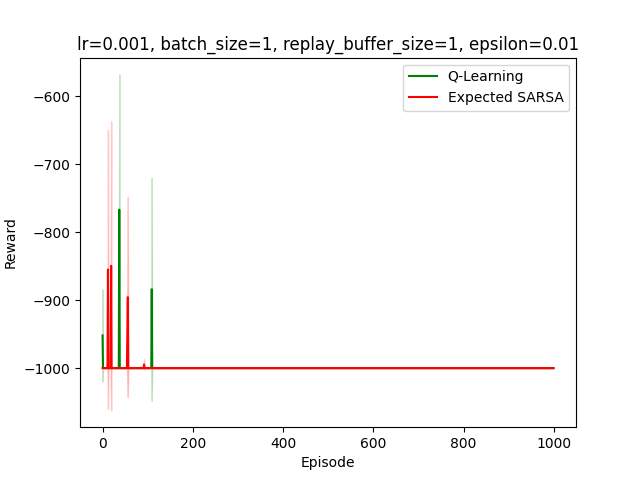 lr=0.001, batch_size=1, replay_buffer_size=1, epsilon=0.01
Q-Learning
Expected SARSA
−600
−700
−800
−900
−1000
Reward
0
200
400
600
800
1000
Episode